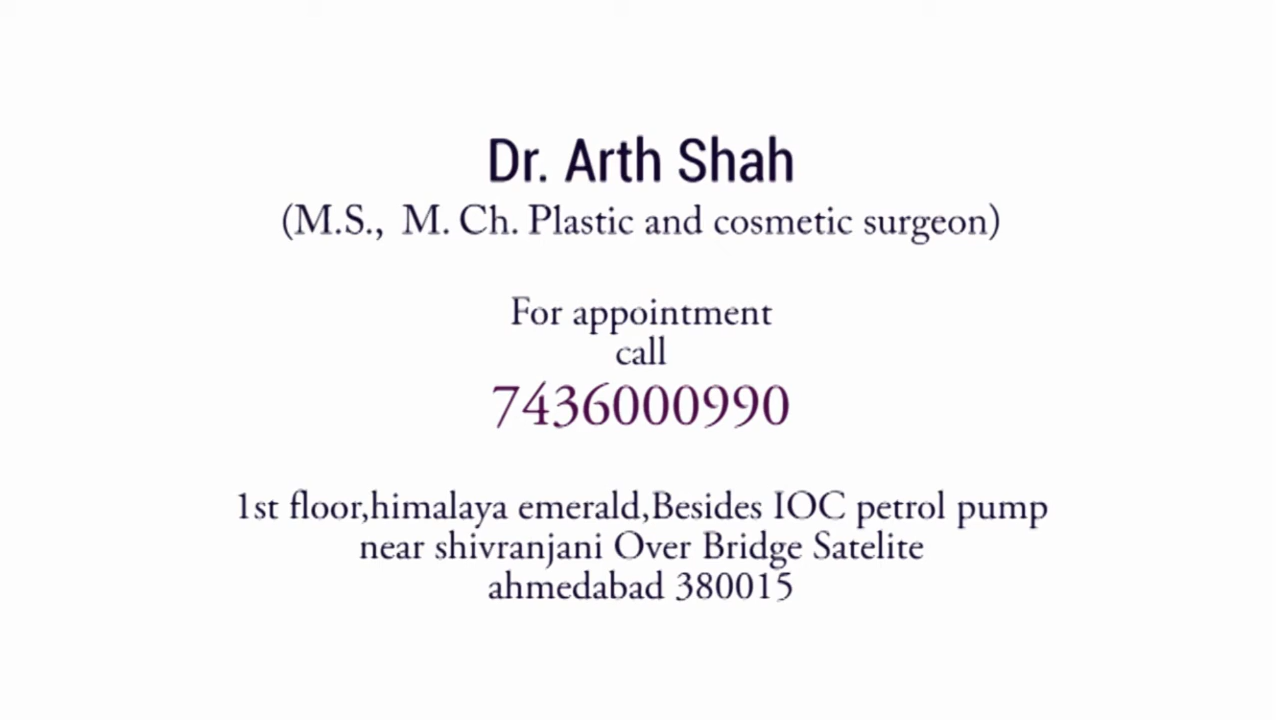 Dr. Arth Shah
(M.S., M. Ch. Plastic and cosmetic surgeon)
For appointment
call
7436000990
1st floor,himalaya emerald,Besides IOC petrol pump
near shivranjani Over Bridge Satelite
ahmedabad 380015